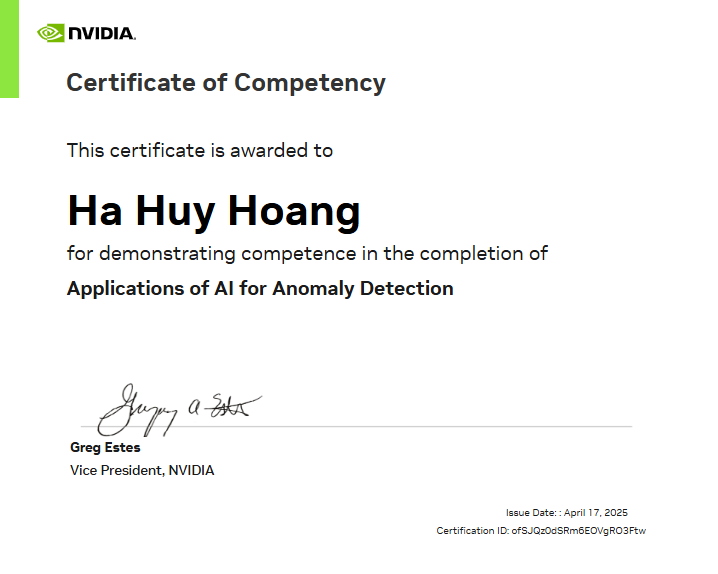 NVIDIA.
Certificate of Competency
This certificate is awarded to
Ha Huy Hoang
for demonstrating competence in the completion of
Applications of AI for Anomaly Detection
Greg Estes
Vice President, NVIDIA
Issue Date: : April 17, 2025
Certification ID: ofSJQz0dSRm6EOVgRO3Ftw